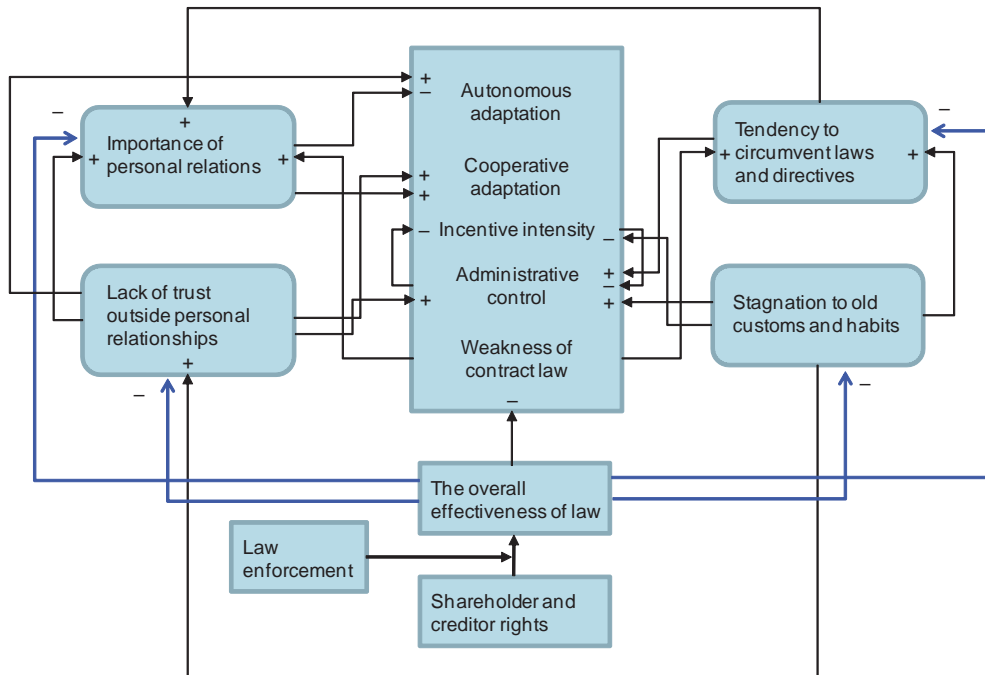 +
Autonomous
−
adaptation
−
+
Importance of
personal relations
+
+
Cooperative
adaptation
+
+
−
Incentive intensity
−
Administrative
control
+
+
−
+
Weakness of
contract law
−
−
Tendency to
circumvent laws
and directives
+
+
Lack of trust
outside personal
relationships
+
−
Stagnation to old
customs and habits
−
The overall
effectiveness of law
Law
enforcement
Shareholder and
creditor rights